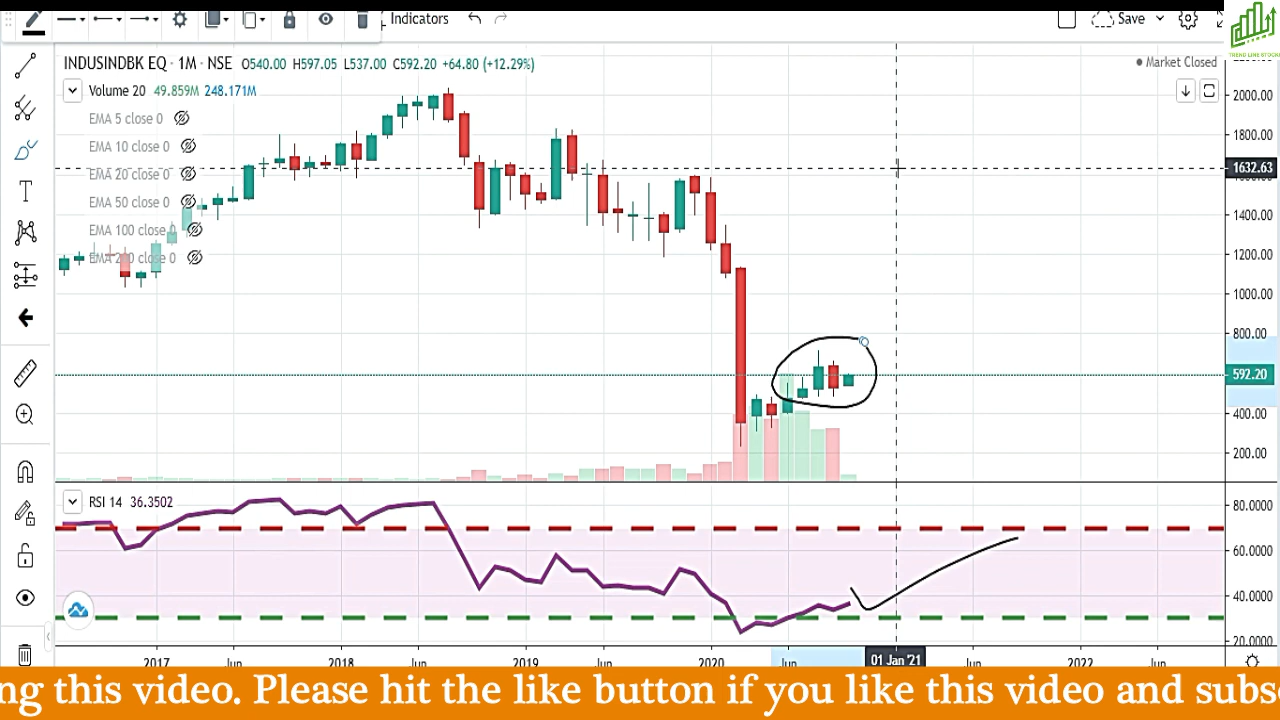 Indicators
Save
INDUSINDBK EQ · 1M · NSE O540.00 H597.05 L537.00 C592.20 +64.80 (+12.29%)
Market Closed
Volume 20 49.859M 248.171M
EMA 5 close 0
EMA 10 close 0
EMA 20 close 0
EMA 50 close 0
EMA 100 close 0
2000.00
1800.00
1632.63
1400.00
1200.00
1000.00
800.00
592.20
400.00
200.00
RSI 14 36.3502
80.0000
60.0000
40.0000
20.0000
2017 Jun 2018 Jun 2019 Jun 2020 Jun 01 Jan '21 Jun 2022 Jun
ng this video. Please hit the like button if you like this video and subs